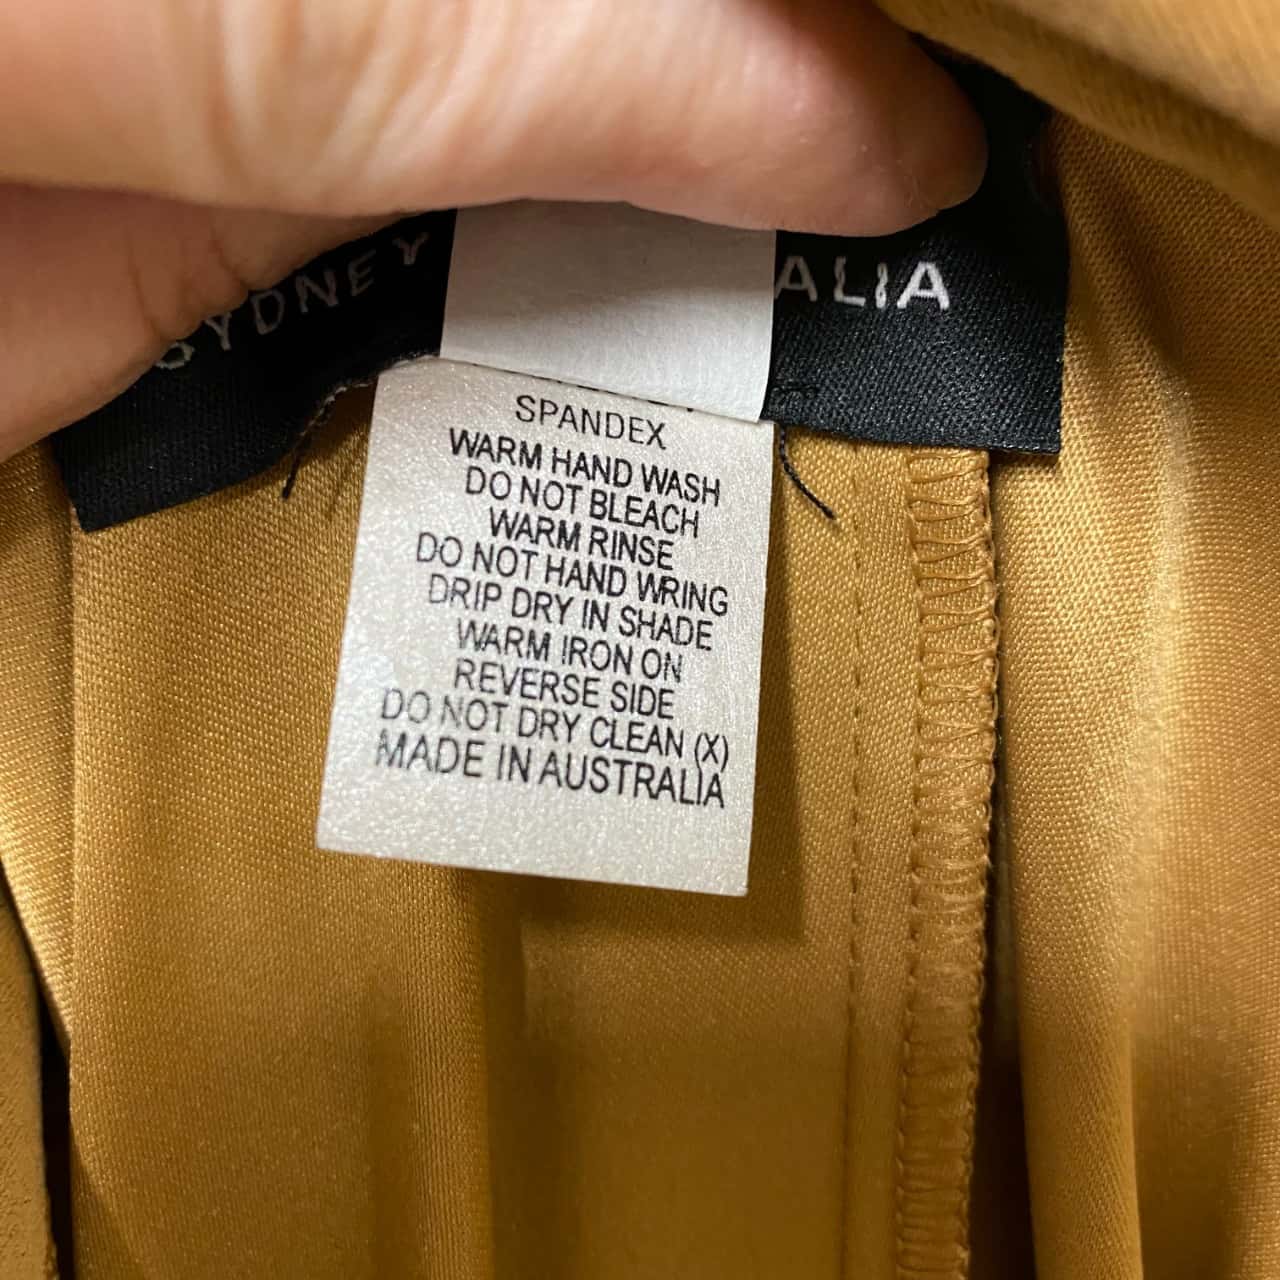 SYDNEY
ALIA
SPANDEX
WARM HAND WASH
DO NOT BLEACH
WARM RINSE
DO NOT HAND WRING
DRIP DRY IN SHADE
WARM IRON ON
REVERSE SIDE
DO NOT DRY CLEAN (X)
MADE IN AUSTRALIA